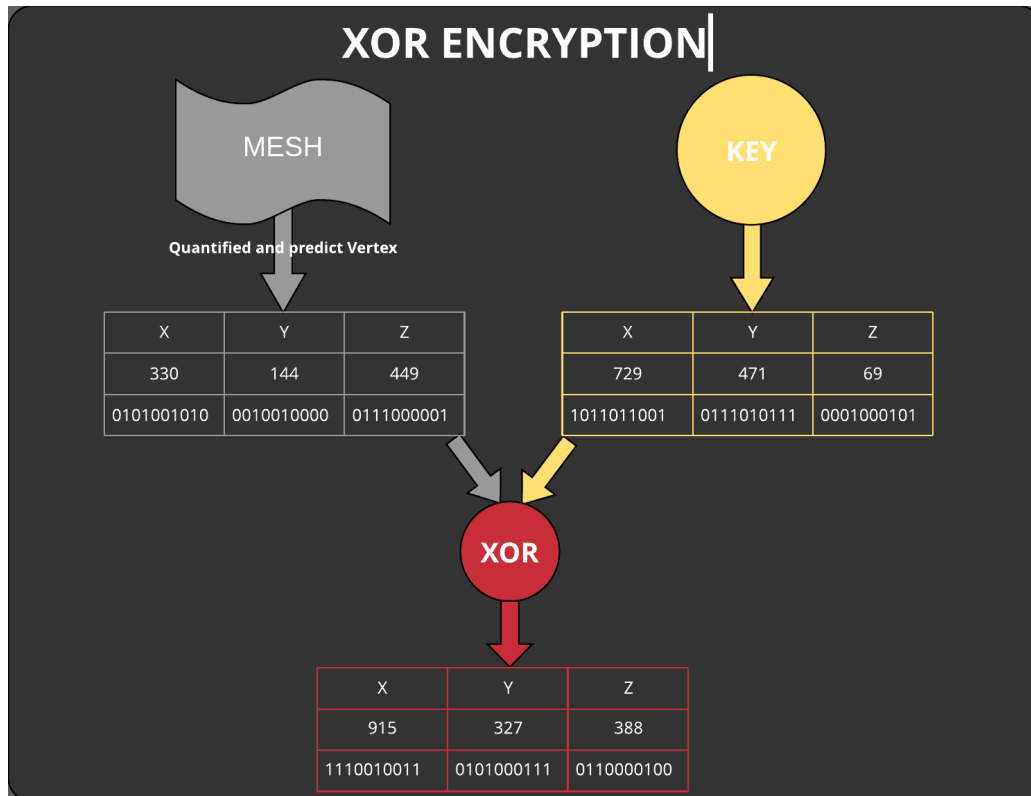 XOR ENCRYPTION
MESH
KEY
Quantified and predict Vertex
X Y Z
330 144 449
0101001010 0010010000 0111000001
X Y Z
729 471 69
1011011001 0111010111 0001000101
XOR
X Y Z
915 327 388
1110010011 0101000111 0110000100